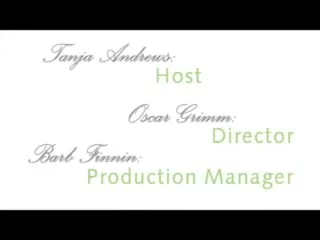 Tanja Andrews:
Host
Oscar Grimm:
Director
Barb Finnin:
Production Manager